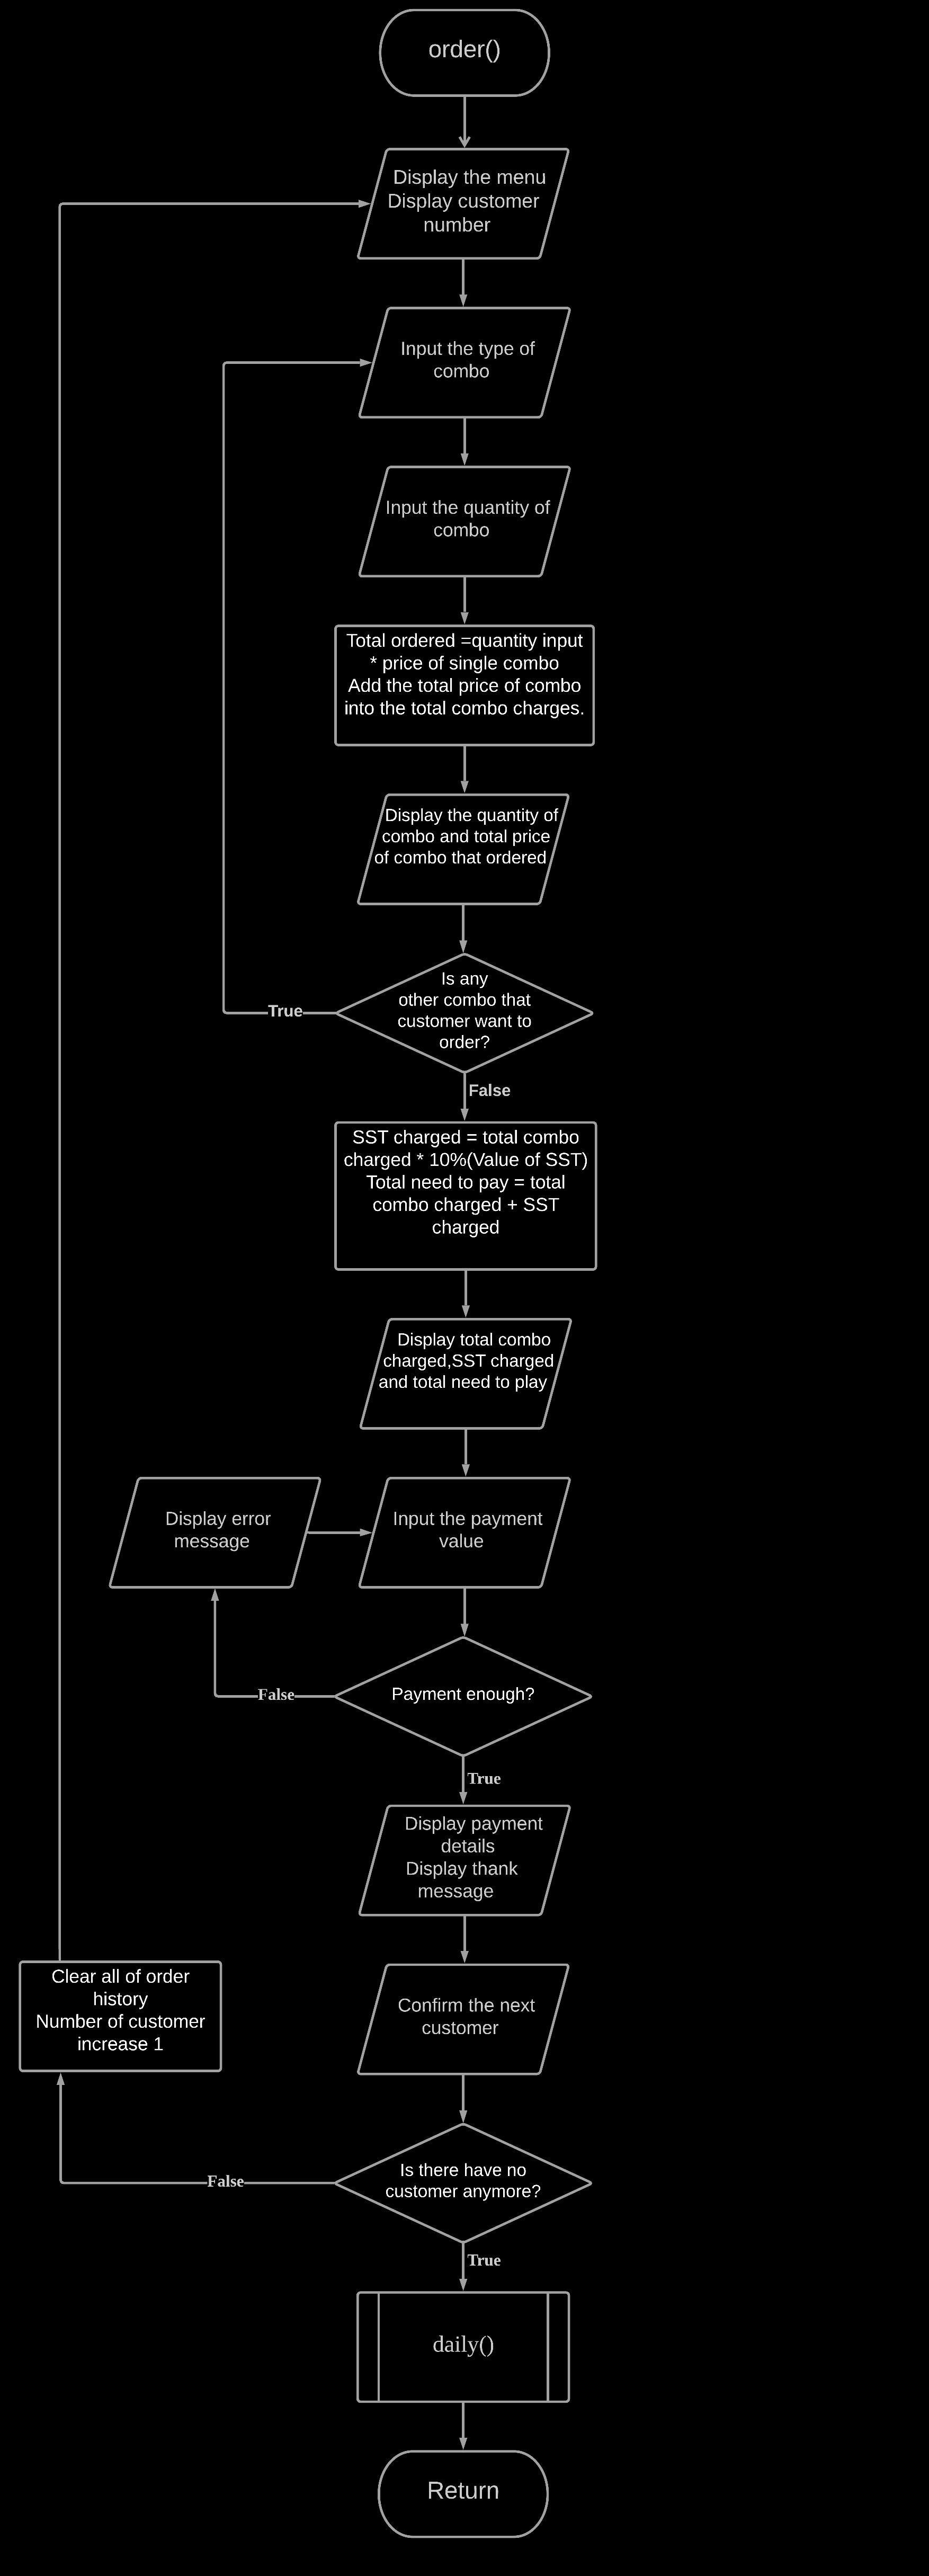 order()
Display the menu
Display customer
number
Input the type of
combo
Input the quantity of
combo
Total ordered =quantity input
* price of single combo
Add the total price of combo
into the total combo charges.
Display the quantity of
combo and total price
of combo that ordered
Is any
other combo that
customer want to
order?
True
False
SST charged = total combo
charged * 10%(Value of SST)
Total need to pay = total
combo charged + SST
charged
Display total combo
charged,SST charged
and total need to play
Display error
message
Input the payment
value
Payment enough?
False
True
Display payment
details
Display thank
message
Clear all of order
history
Number of customer
increase 1
Confirm the next
customer
Is there have no
customer anymore?
False
True
daily()
Return